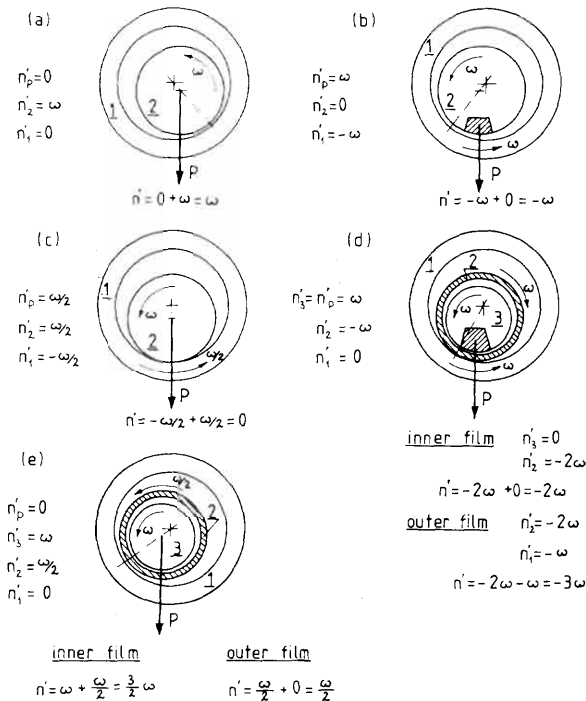 (a)
n'p=0
n'2=ω
n'1=0
1
2
ω
P
n'=0+ω=ω
(b)
n'p=ω
n'2=0
n'1=-ω
1
2
ω
ω
P
n'=-ω+0=-ω
(c)
n'p=ω/2
n'2=ω/2
n'1=-ω/2
1
2
ω
ω/2
P
n'=-ω/2+ω/2=0
(d)
n'3=n'p=ω
n'2=-ω
n'1=0
1
2
3
ω
ω
ω
P
inner film n'3=0
n'2=-2ω
n'=-2ω+0=-2ω
outer film n'2=-2ω
n'1=-ω
n'=-2ω-ω=-3ω
(e)
n'p=0
n'3=ω
n'2=ω/2
n'1=0
ω/2
2
ω
3
1
P
inner film outer film
n'=ω+ω/2=3/2 ω n'=ω/2+0=ω/2